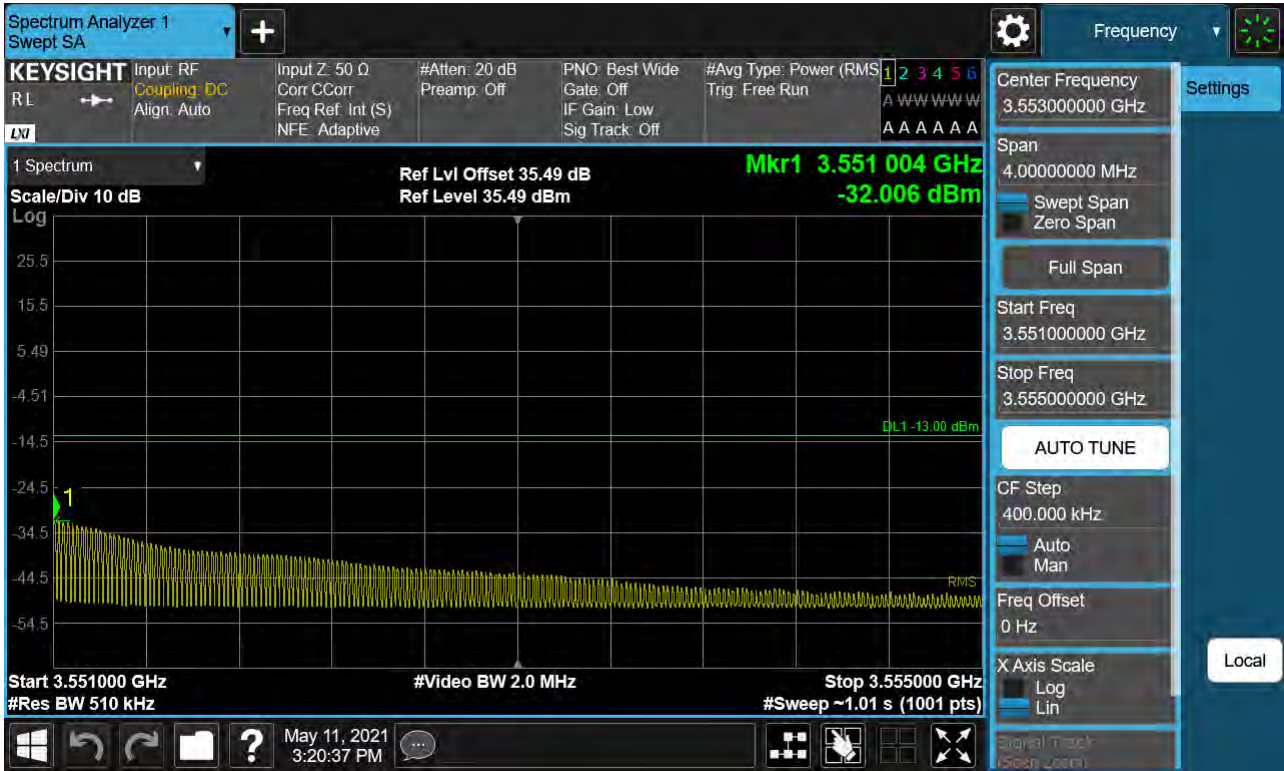 Spectrum Analyzer 1
Swept SA
+
Frequency
KEYSIGHT
R L
LXI
Input: RF
Coupling: DC
Align: Auto
Input Z: 50 Ω
Corr CCorr
Freq Ref: Int (S)
NFE: Adaptive
#Atten: 20 dB
Preamp: Off
PNO: Best Wide
Gate: Off
IF Gain: Low
Sig Track: Off
#Avg Type: Power (RMS
Trig: Free Run
1 2 3 4 5 6
A W W W W W
A A A A A A
1 Spectrum
Scale/Div 10 dB
Log
Ref Lvl Offset 35.49 dB
Ref Level 35.49 dBm
Mkr1 3.551 004 GHz
-32.006 dBm
25.5
15.5
5.49
-4.51
DL1 -13.00 dBm
-14.5
-24.5
1
-34.5
-44.5
RMS
-54.5
Start 3.551000 GHz
#Video BW 2.0 MHz
Stop 3.555000 GHz
#Res BW 510 kHz
#Sweep ~1.01 s (1001 pts)
Center Frequency
3.553000000 GHz
Settings
Span
4.00000000 MHz
Swept Span
Zero Span
Full Span
Start Freq
3.551000000 GHz
Stop Freq
3.555000000 GHz
AUTO TUNE
CF Step
400.000 kHz
Auto
Man
Freq Offset
0 Hz
X Axis Scale
Log
Lin
Local
Signal Track
(Span Zoom)
?
May 11, 2021
3:20:37 PM